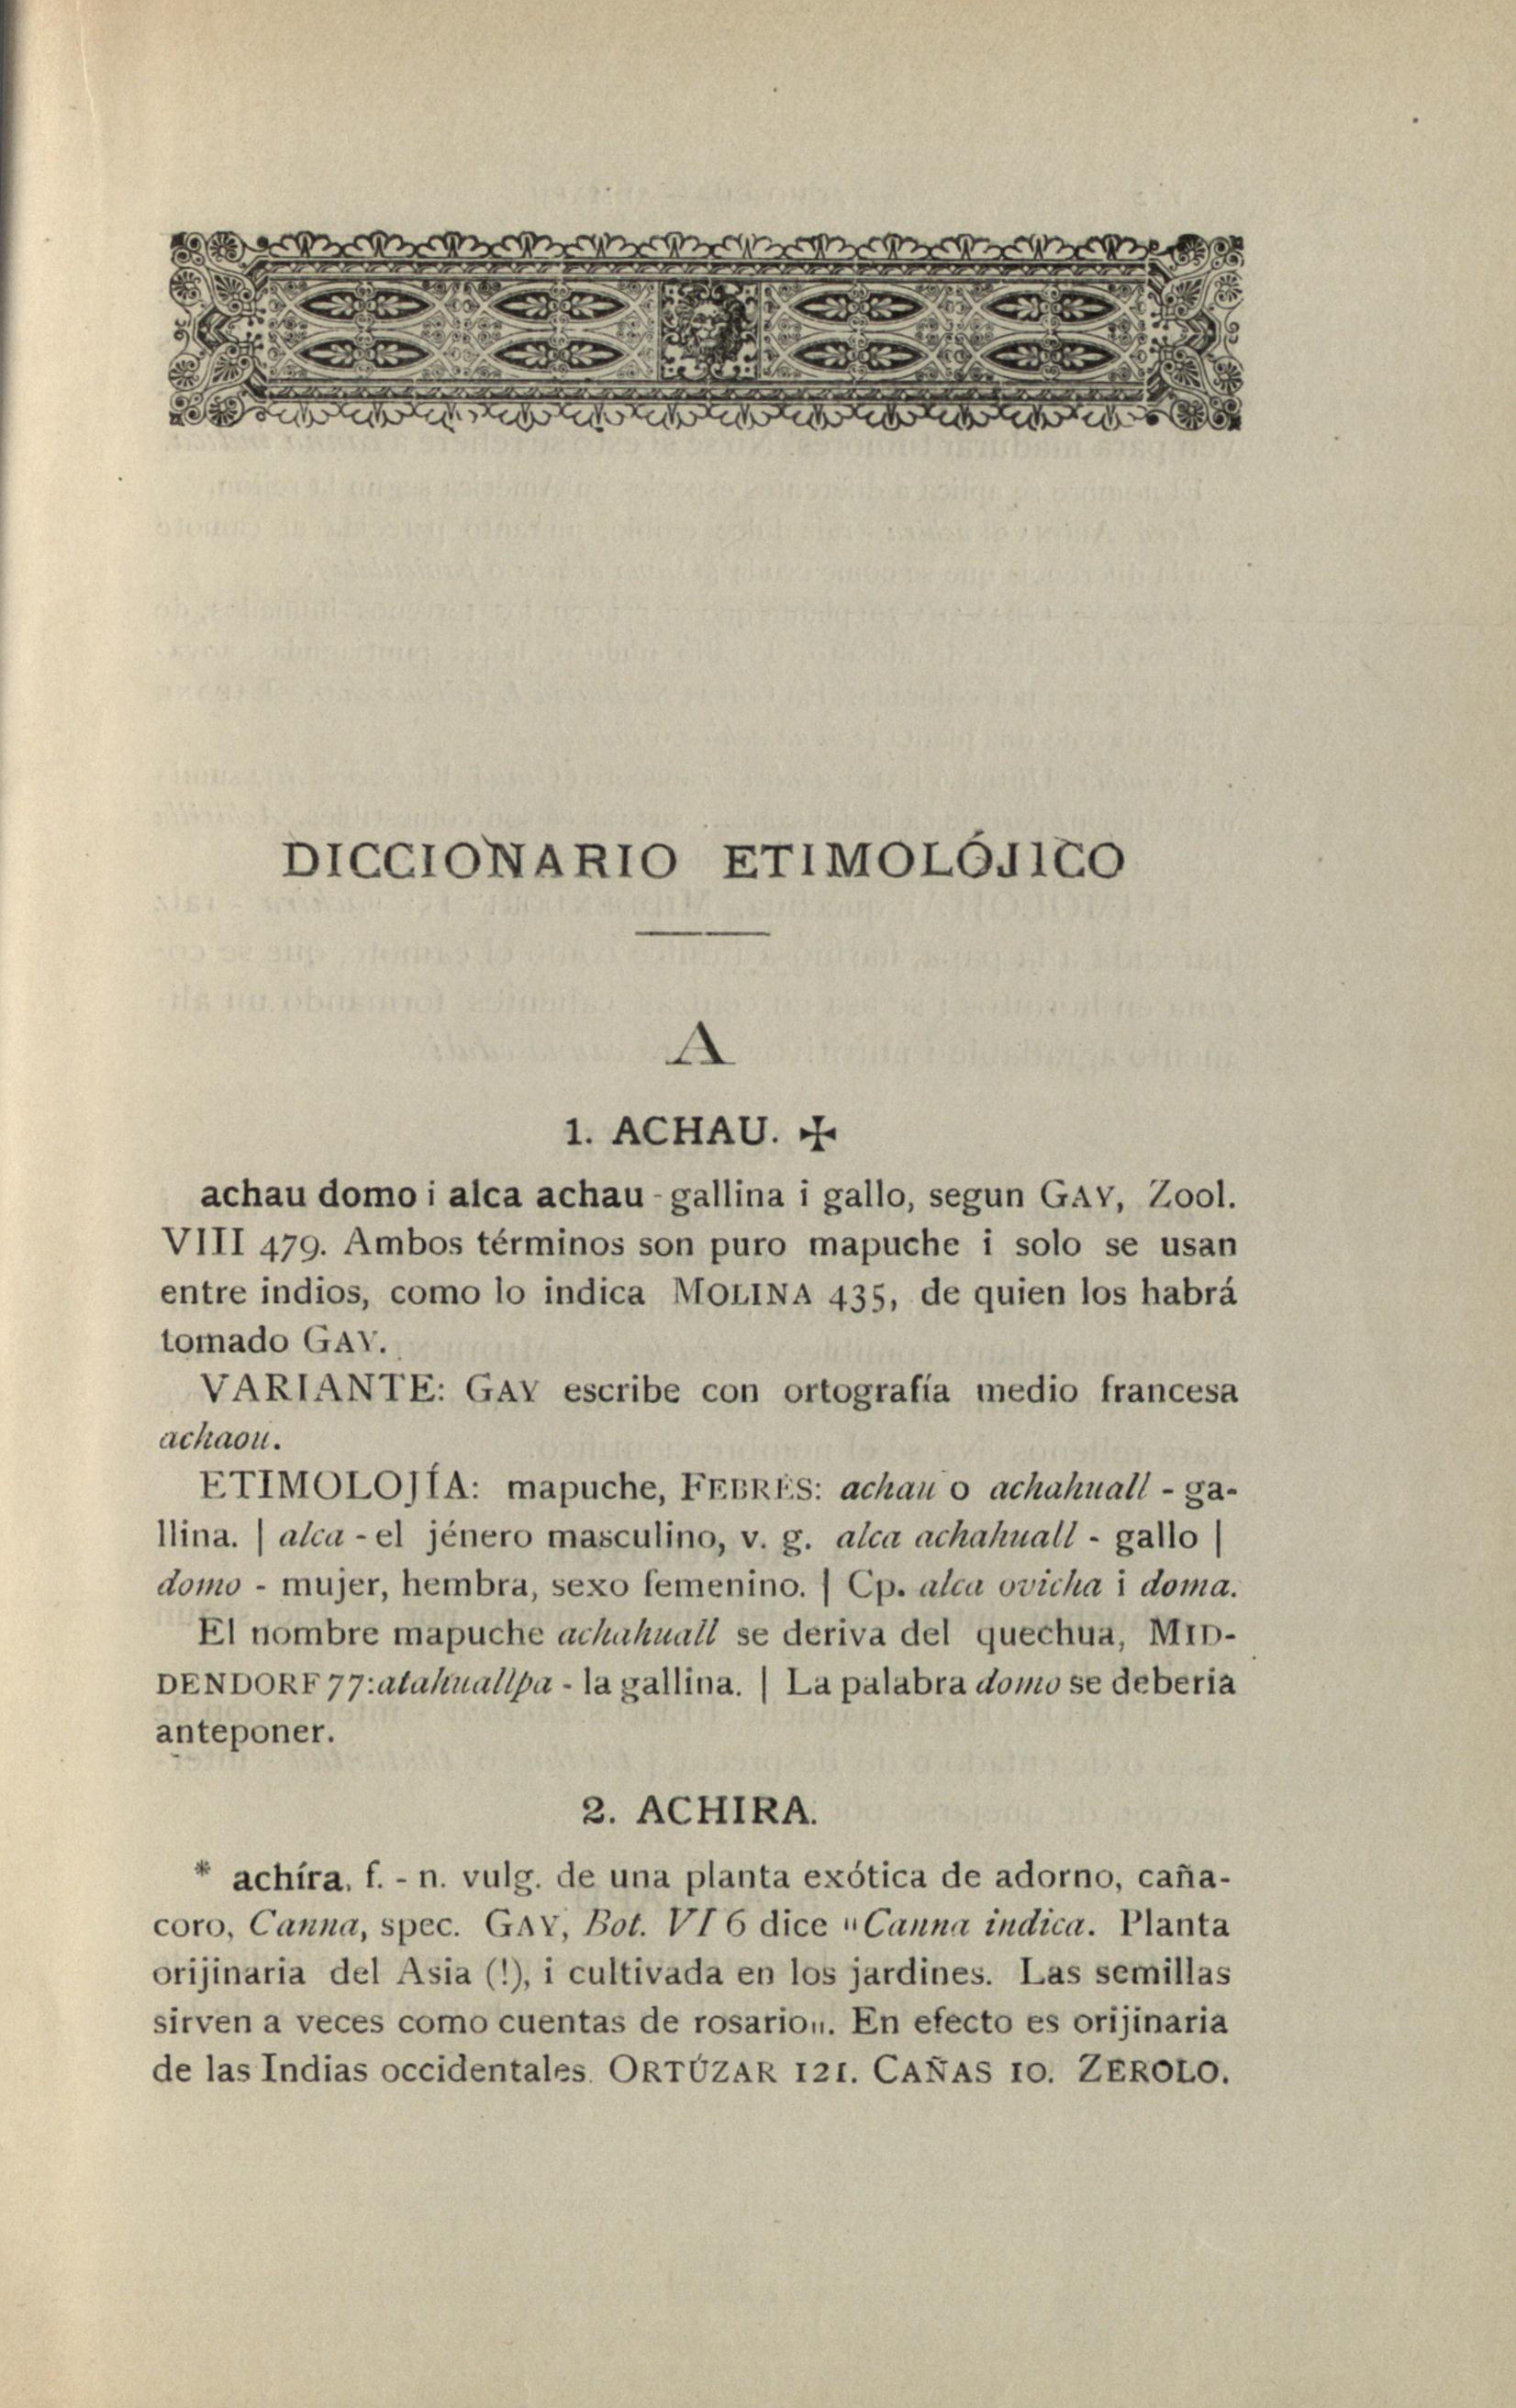 DICCIONARIO ETIMOLÓJICO
A
1. ACHAU. ✠
achau domo i alca achau - gallina i gallo, segun GAY, Zool.
VIII 479. Ambos términos son puro mapuche i solo se usan
entre indios, como lo indica MOLINA 435, de quien los habrá
tomado GAY.
VARIANTE: GAY escribe con ortografía medio francesa
achaou.
ETIMOLOJÍA: mapuche, FEBRÉS: achau o achahuall - ga-
llina. | alca - el jénero masculino, v. g. alca achahuall - gallo |
domo - mujer, hembra, sexo femenino. | Cp. alca ovicha i doma.
El nombre mapuche achahuall se deriva del quechua, MID-
DENDORF 77: atahuallpa - la gallina. | La palabra domo se deberia
anteponer.
2. ACHIRA.
* achíra, f. - n. vulg. de una planta exótica de adorno, caña-
coro, Canna, spec. GAY, Bot. VI 6 dice "Canna indica. Planta
orijinaria del Asia (!), i cultivada en los jardines. Las semillas
sirven a veces como cuentas de rosario". En efecto es orijinaria
de las Indias occidentales. ORTÚZAR 121. CAÑAS 10. ZEROLO.